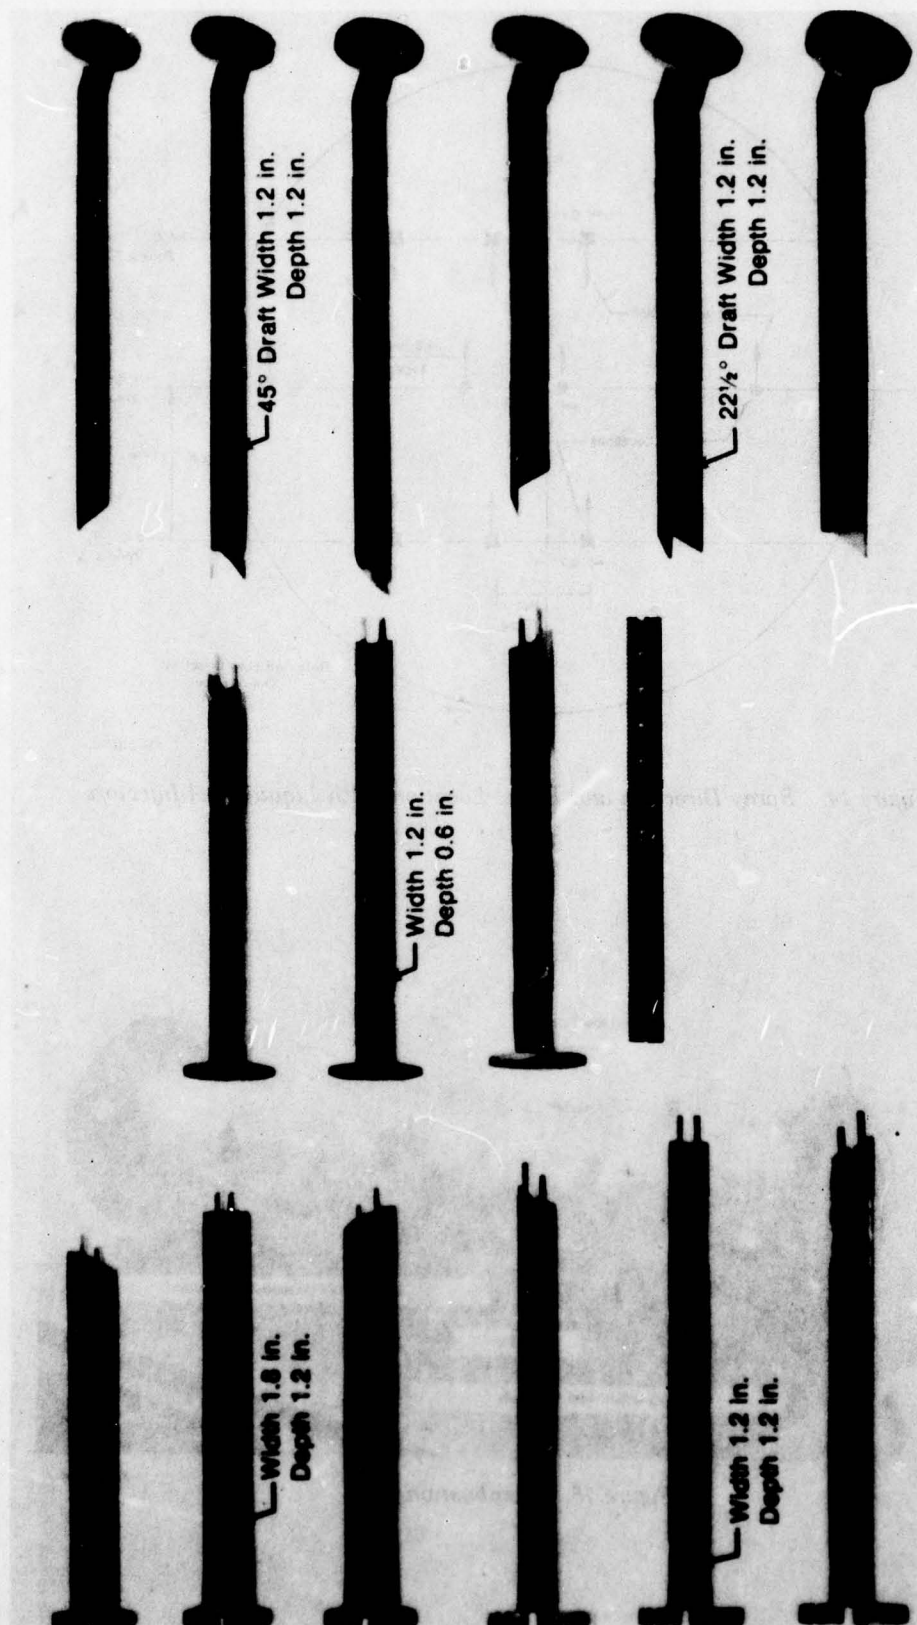 45° Draft Width 1.2 in.
Depth 1.2 in.
22½° Draft Width 1.2 in.
Depth 1.2 in.
Width 1.2 in.
Depth 0.6 in.
Width 1.8 in.
Depth 1.2 in.
Width 1.2 in.
Depth 1.2 in.